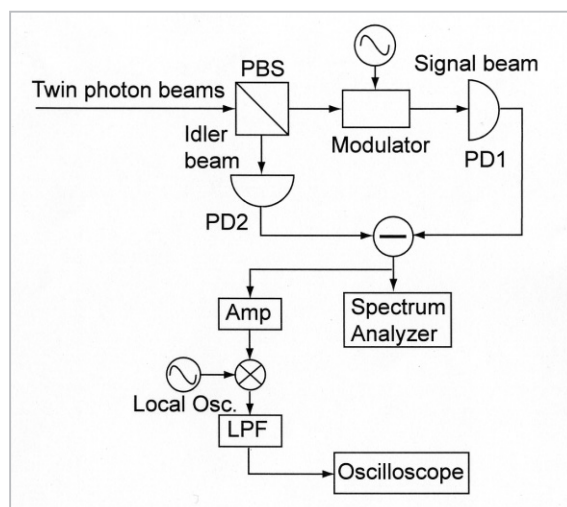 PBS
Signal beam
Twin photon beams
Idler
beam
Modulator
PD1
PD2
Amp
Spectrum
Analyzer
Local Osc.
LPF
Oscilloscope